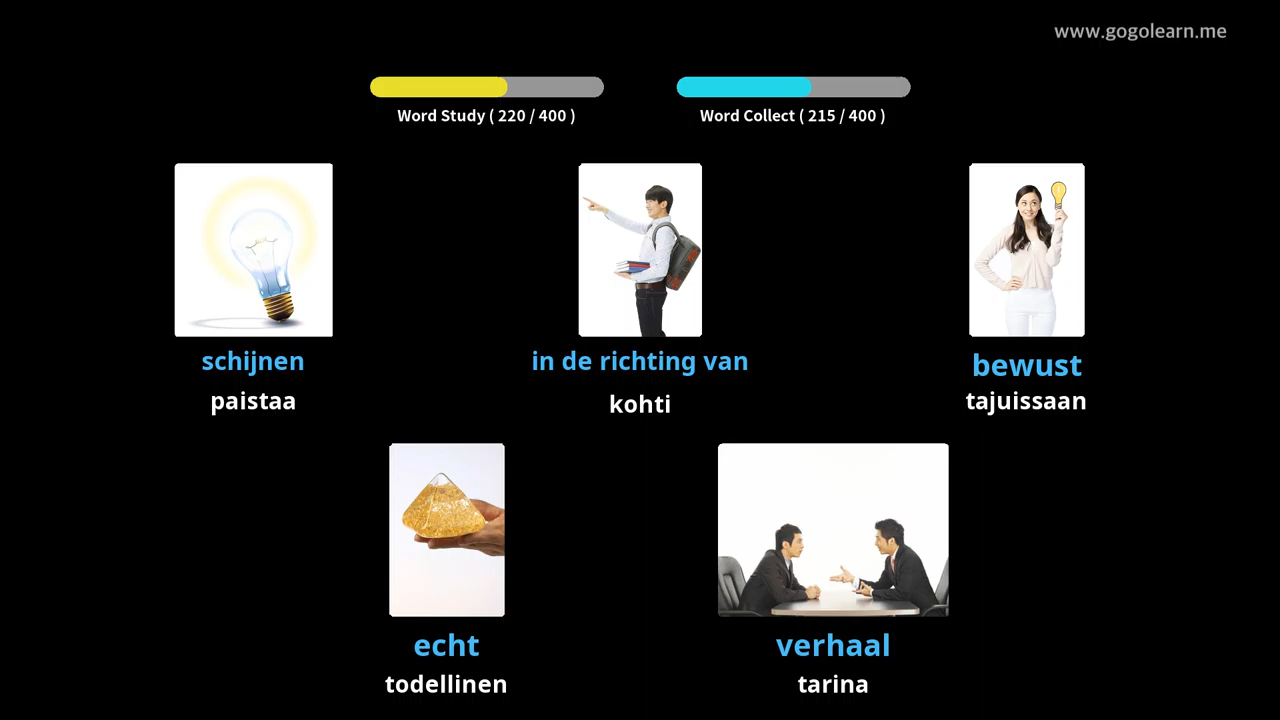 www.gogolearn.me
Word Study ( 220 / 400 )
Word Collect ( 215 / 400 )
schijnen
paistaa
in de richting van
kohti
bewust
tajuissaan
echt
todellinen
verhaal
tarina